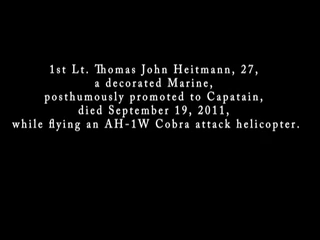 1st Lt. Thomas John Heitmann, 27,
a decorated Marine,
posthumously promoted to Capatain,
died September 19, 2011,
while flying an AH-1W Cobra attack helicopter.